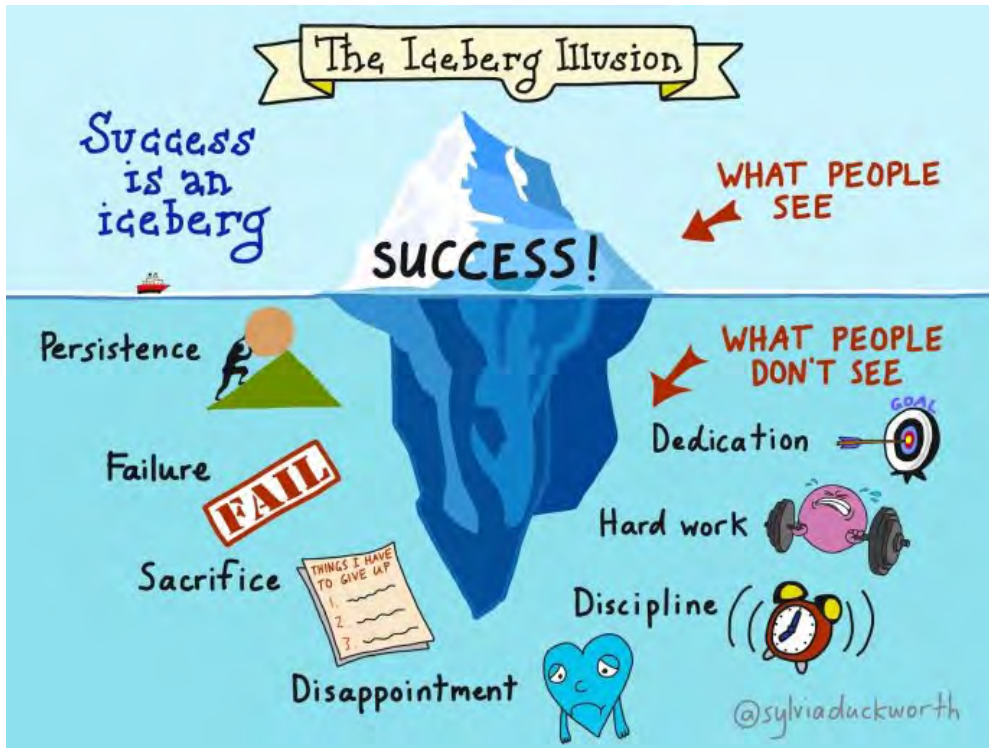 The Iceberg Illusion
Success
is an
iceberg
WHAT PEOPLE
SEE
SUCCESS!
WHAT PEOPLE
DON'T SEE
Persistence
GOAL
Dedication
Failure
FAIL
Hard work
Sacrifice
THINGS I HAVE
TO GIVE UP
1.
2.
3.
Discipline
Disappointment
@sylviaduckworth